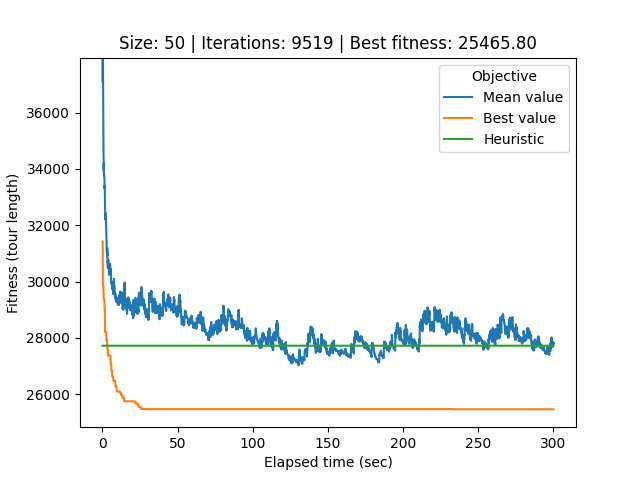 Size: 50 | Iterations: 9519 | Best fitness: 25465.80
Objective
Mean value
Best value
Heuristic
Fitness (tour length)
36000
34000
32000
30000
28000
26000
0 50 100 150 200 250 300
Elapsed time (sec)